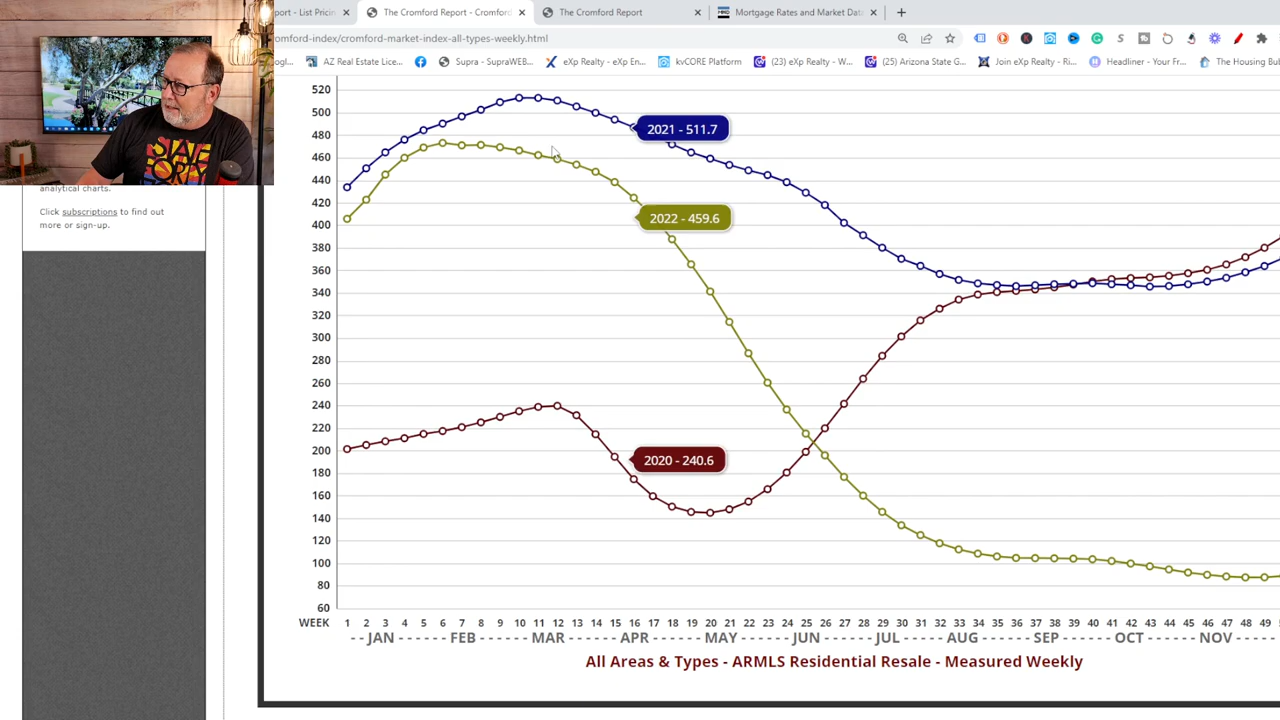 port - List Pricin
The Cromford Report - Cromford
The Cromford Report
Mortgage Rates and Market Data
omford-index/cromford-market-index-all-types-weekly.html
AZ Real Estate Lice...
Supra - SupraWEB...
eXp Realty - eXp En...
kvCORE Platform
(23) eXp Realty - W...
(25) Arizona State G...
Join eXp Realty - Ri...
Headliner - Your Fr...
The Housing Bub
STATE
FORTY
analytical charts.
Click subscriptions to find out
more or sign-up.
520
500
480
460
440
420
400
380
360
340
320
300
280
260
240
220
200
180
160
140
120
100
80
60
2021 - 511.7
2022 - 459.6
2020 - 240.6
WEEK 1 2 3 4 5 6 7 8 9 10 11 12 13 14 15 16 17 18 19 20 21 22 23 24 25 26 27 28 29 30 31 32 33 34 35 36 37 38 39 40 41 42 43 44 45 46 47 48 49
- - JAN - - - - - - FEB - - - - - - MAR - - - - - - APR - - - - - - MAY - - - - - - JUN - - - - - - JUL - - - - - - AUG - - - - - - SEP - - - - - - OCT - - - - - - NOV - - - - -
All Areas & Types - ARMLS Residential Resale - Measured Weekly